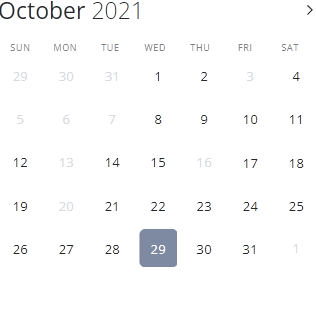 October 2021
SUN MON TUE WED THU FRI SAT
29 30 31 1 2 3 4
5 6 7 8 9 10 11
12 13 14 15 16 17 18
19 20 21 22 23 24 25
26 27 28 29 30 31 1